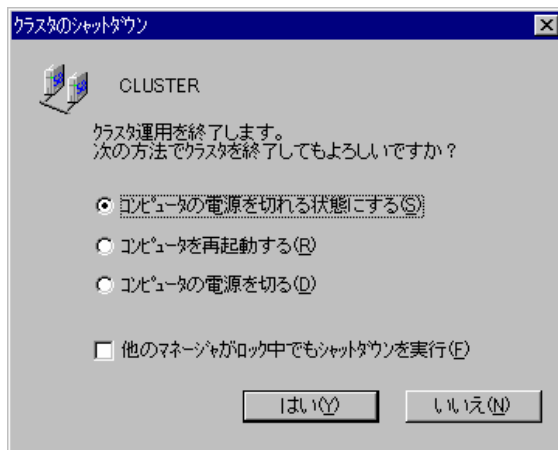 ｸﾗｽﾀのｼｬｯﾄﾀﾞｳﾝ
CLUSTER
ｸﾗｽﾀ運用を終了します。
次の方法でｸﾗｽﾀを終了してもよろしいですか？
ｺﾝﾋﾟｭｰﾀの電源を切れる状態にする(S)
ｺﾝﾋﾟｭｰﾀを再起動する(R)
ｺﾝﾋﾟｭｰﾀの電源を切る(D)
他のﾏﾈｰｼﾞｬがﾛｯｸ中でもｼｬｯﾄﾀﾞｳﾝを実行(F)
はい(Y)
いいえ(N)